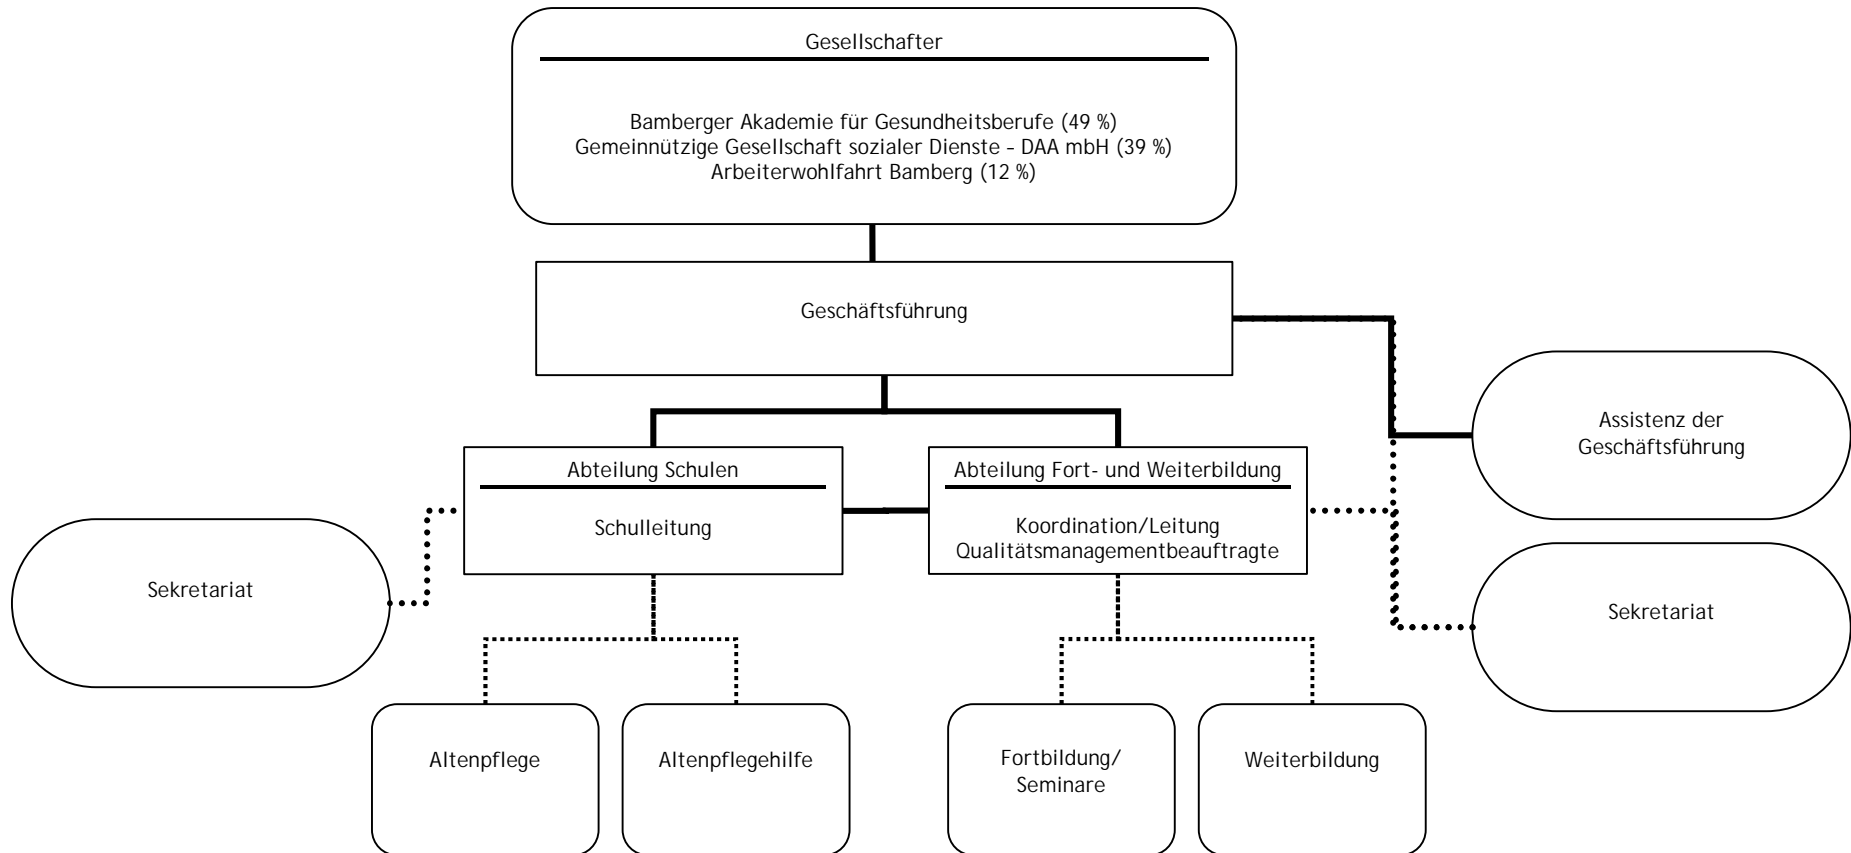 Gesellschafter
Bamberger Akademie für Gesundheitsberufe (49 %)
Gemeinnützige Gesellschaft sozialer Dienste - DAA mbH (39 %)
Arbeiterwohlfahrt Bamberg (12 %)
Geschäftsführung
Assistenz der
Geschäftsführung
Abteilung Schulen
Schulleitung
Abteilung Fort- und Weiterbildung
Koordination/Leitung
Qualitätsmanagementbeauftragte
Sekretariat
Sekretariat
Altenpflege
Altenpflegehilfe
Fortbildung/
Seminare
Weiterbildung